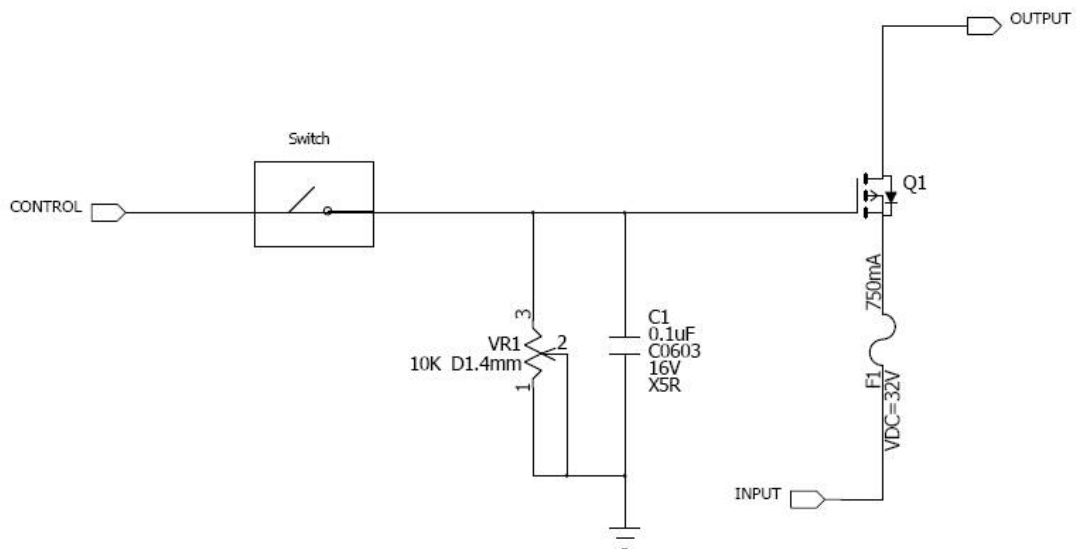 OUTPUT
Switch
Q1
CONTROL
750mA
C1
0.1uF
C0603
16V
X5R
3
VR1
2
10K D1.4mm
1
F1
VDC=32V
INPUT